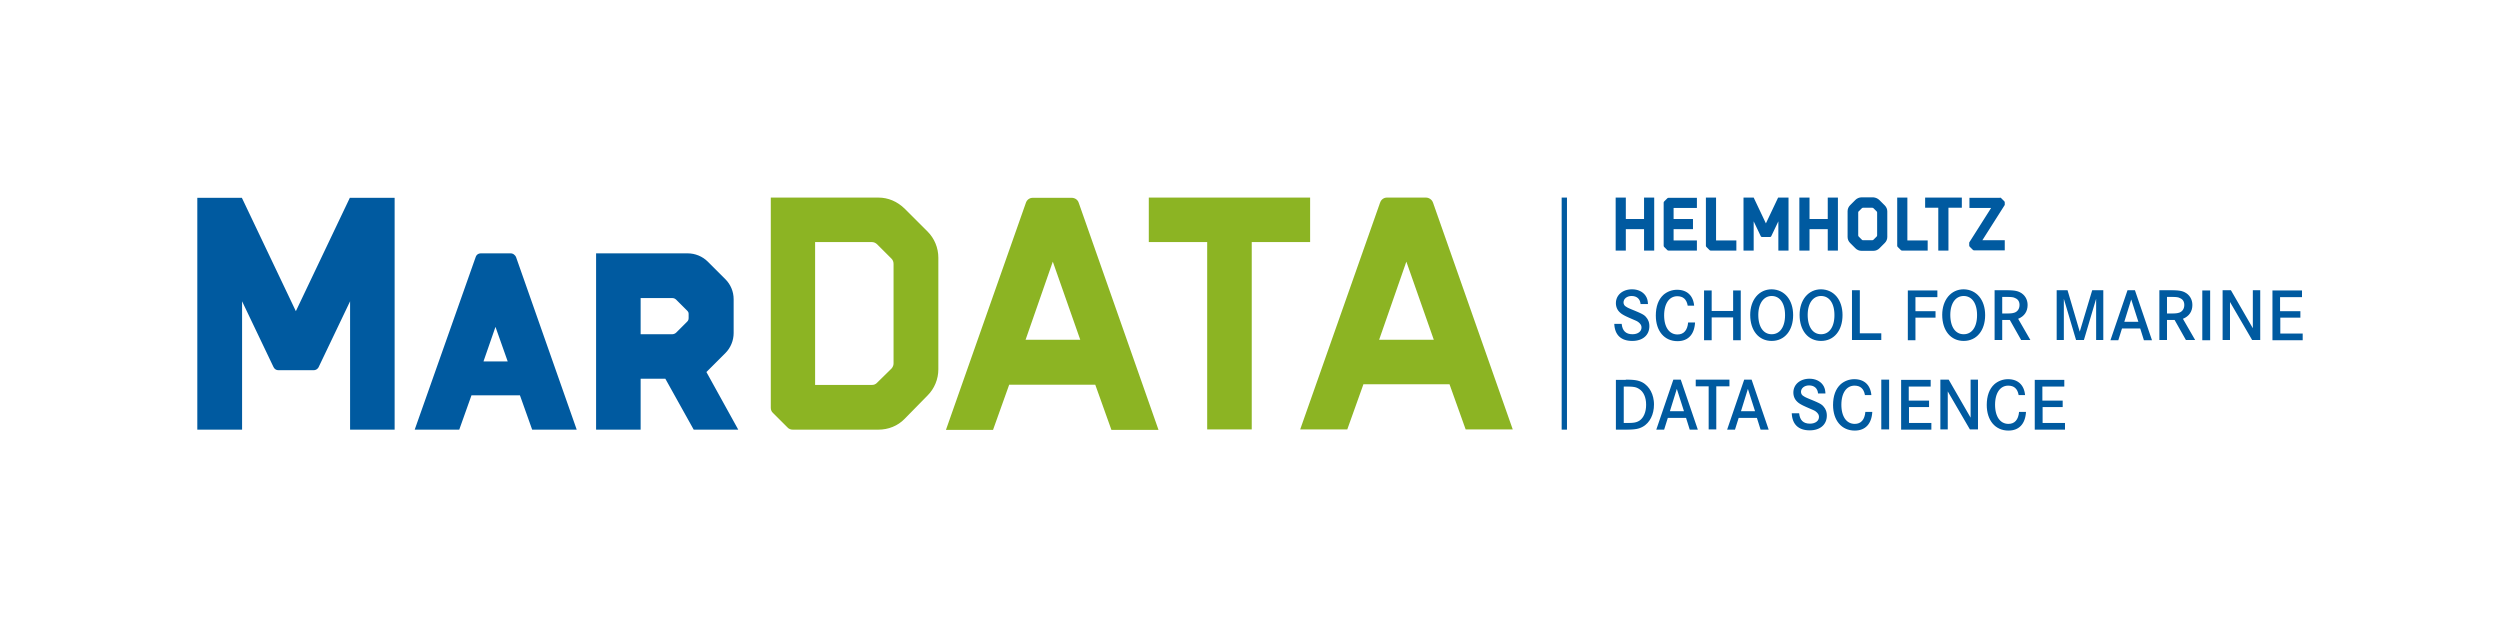 MARDATA
HELMHOLTZ
SCHOOL FOR MARINE
DATA SCIENCE